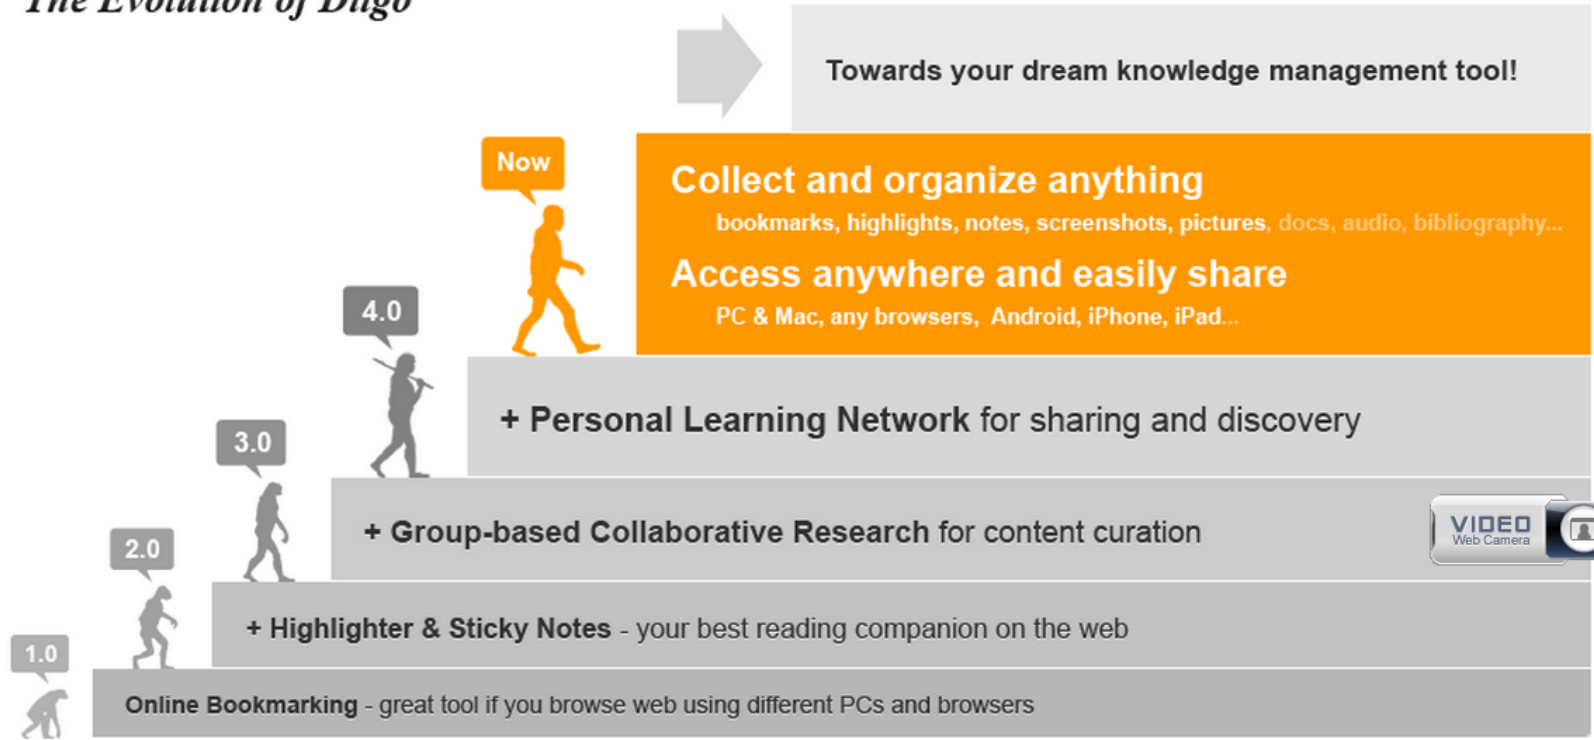 The Evolution of Diigo
Towards your dream knowledge management tool!
Now
Collect and organize anything
bookmarks, highlights, notes, screenshots, pictures, docs, audio, bibliography...
Access anywhere and easily share
PC & Mac, any browsers, Android, iPhone, iPad...
4.0
+ Personal Learning Network for sharing and discovery
3.0
+ Group-based Collaborative Research for content curation
VIDEO
Web Camera
2.0
+ Highlighter & Sticky Notes - your best reading companion on the web
1.0
Online Bookmarking - great tool if you browse web using different PCs and browsers